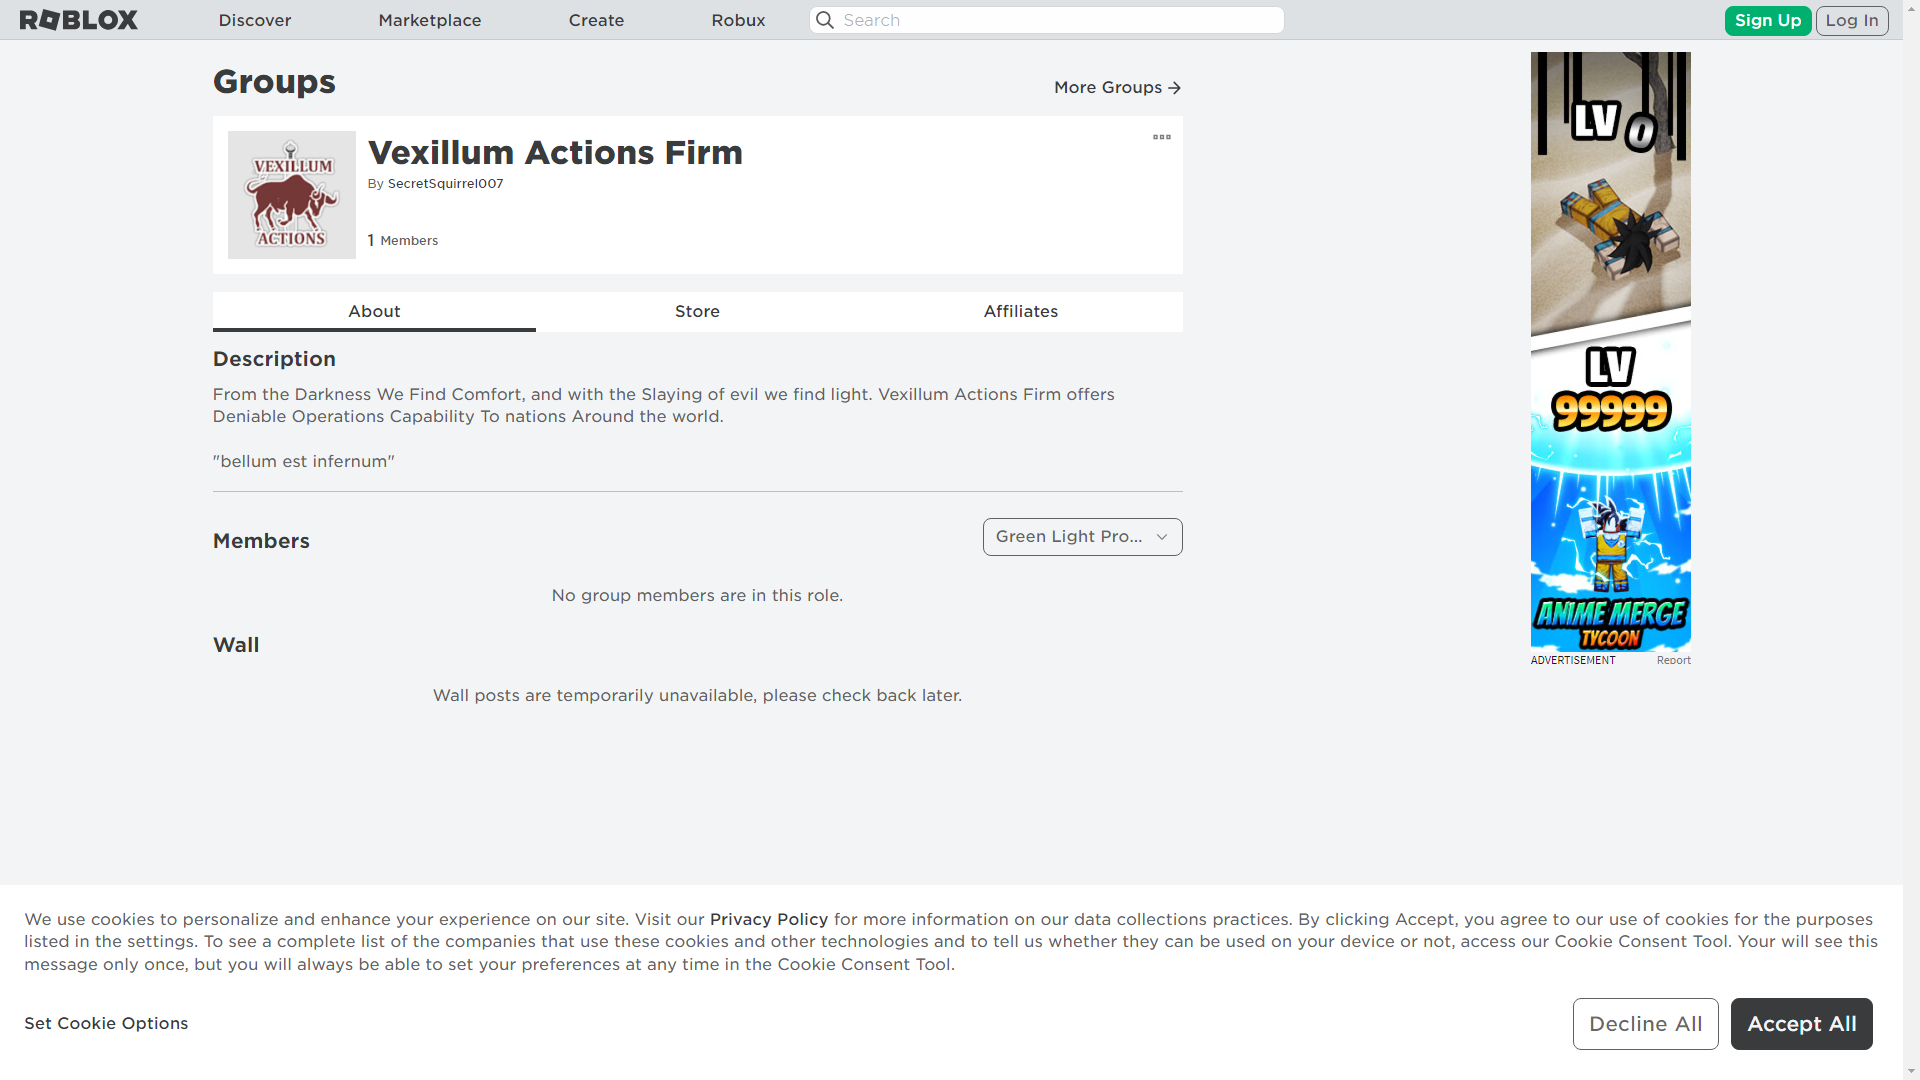 ROBLOX
Discover
Marketplace
Create
Robux
Search
Sign Up
Log In
Groups
More Groups
VEXILLUM
ACTIONS
Vexillum Actions Firm
By SecretSquirrel007
1 Members
About
Store
Affiliates
Description
From the Darkness We Find Comfort, and with the Slaying of evil we find light. Vexillum Actions Firm offers
Deniable Operations Capability To nations Around the world.
"bellum est infernum"
Members
Green Light Pro...
No group members are in this role.
Wall
Wall posts are temporarily unavailable, please check back later.
LV 0
LV
99999
ANIME MERGE
TYCOON
ADVERTISEMENT
Report
We use cookies to personalize and enhance your experience on our site. Visit our Privacy Policy for more information on our data collections practices. By clicking Accept, you agree to our use of cookies for the purposes
listed in the settings. To see a complete list of the companies that use these cookies and other technologies and to tell us whether they can be used on your device or not, access our Cookie Consent Tool. Your will see this
message only once, but you will always be able to set your preferences at any time in the Cookie Consent Tool.
Set Cookie Options
Decline All
Accept All